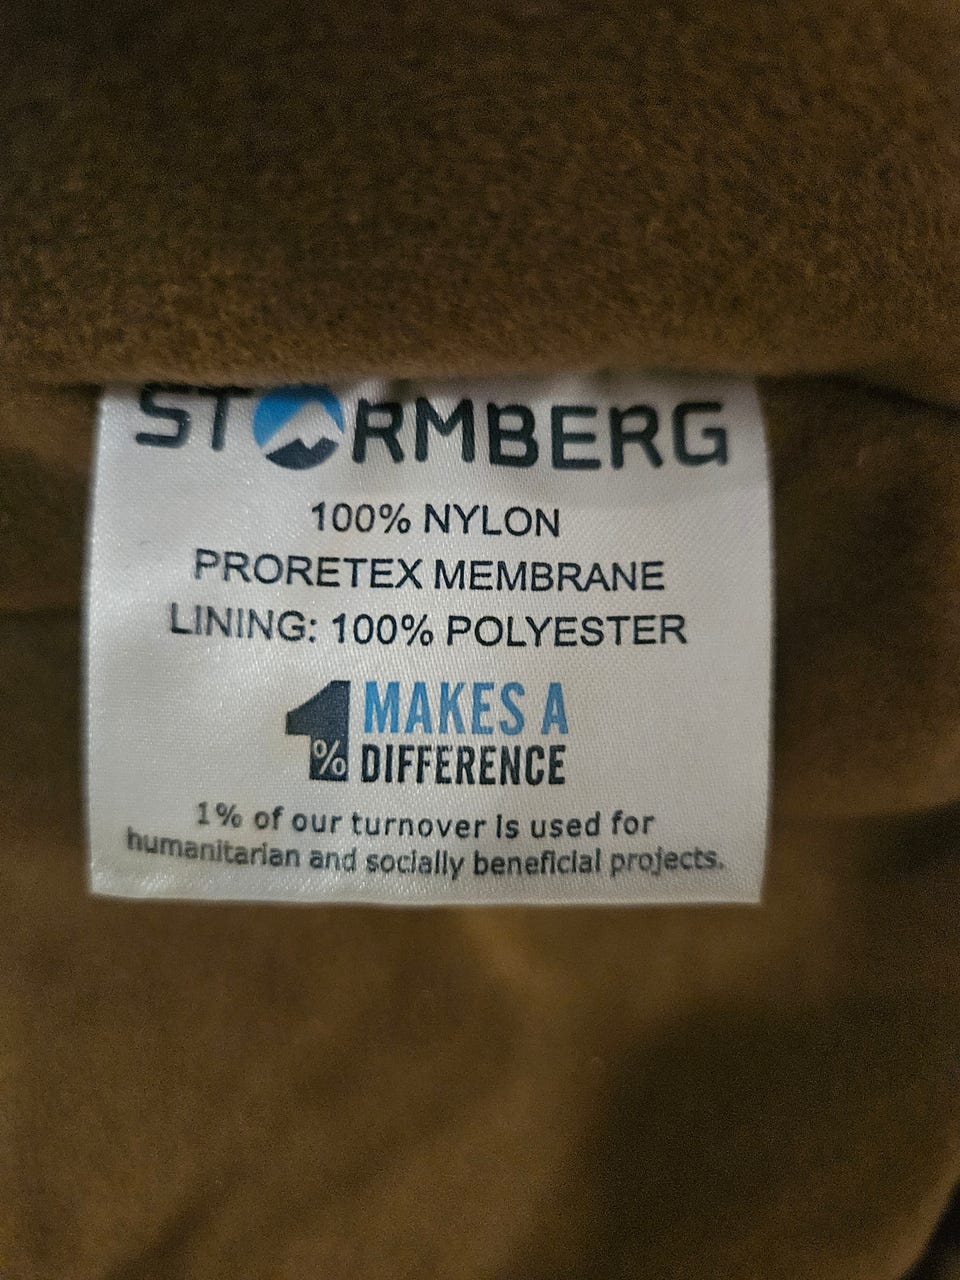 STORMBERG
100% NYLON
PRORETEX MEMBRANE
LINING: 100% POLYESTER
1% MAKES A
DIFFERENCE
1% of our turnover is used for
humanitarian and socially beneficial projects.